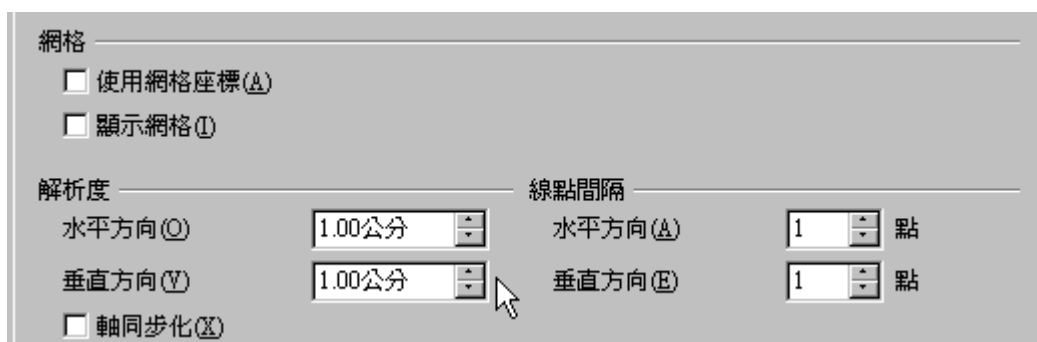 網格
使用網格座標(A)
顯示網格(I)
解析度
水平方向(O) 1.00公分
垂直方向(V) 1.00公分
軸同步化(X)
線點間隔
水平方向(A) 1 點
垂直方向(E) 1 點